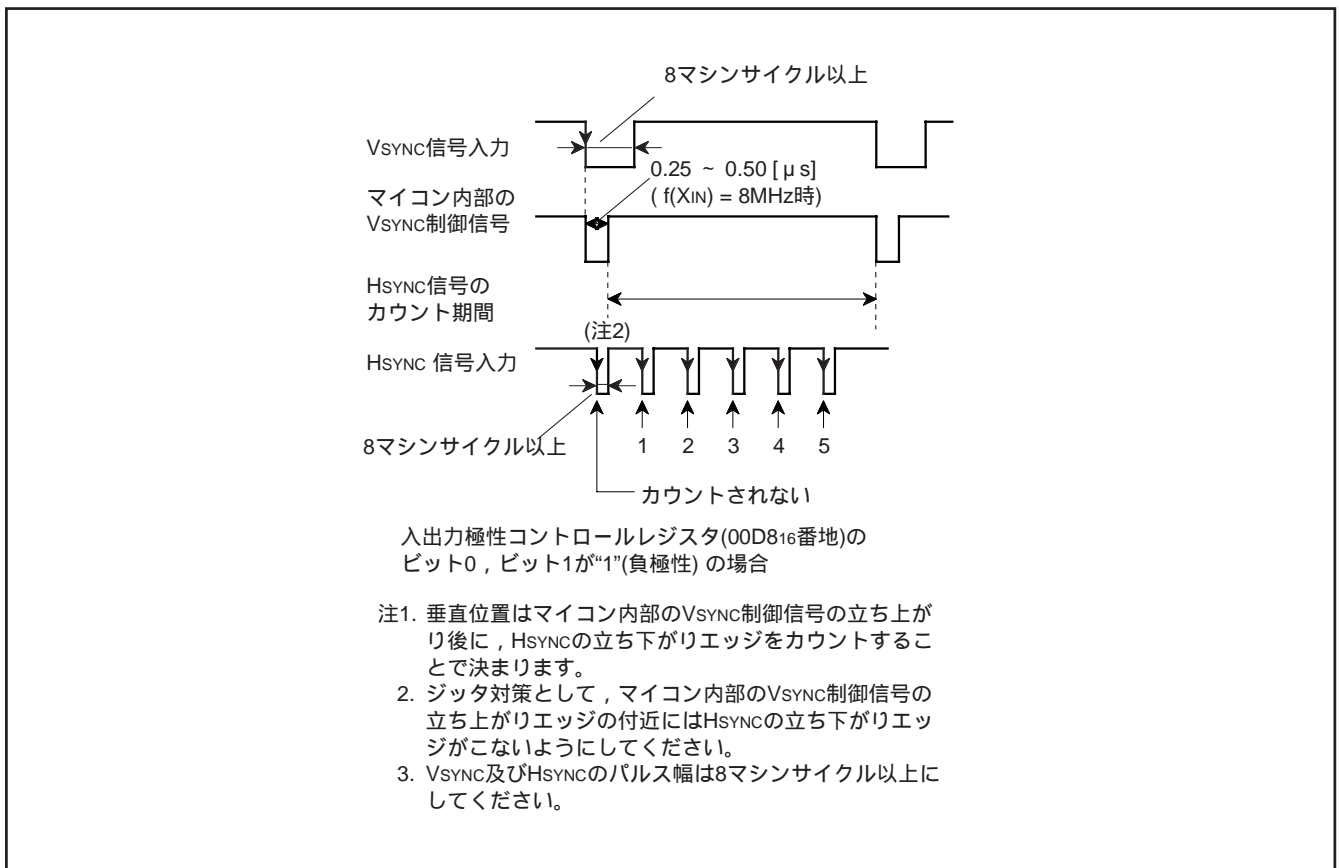 8マシンサイクル以上
VSYNC信号入力
0.25 ~ 0.50 [ μ s]
( f(XIN) = 8MHz時)
マイコン内部の
VSYNC制御信号
HSYNC信号の
カウント期間
(注2)
HSYNC 信号入力
8マシンサイクル以上
1 2 3 4 5
カウントされない
入出力極性コントロールレジスタ(00D816番地)の
ビット0 , ビット1が“1”(負極性) の場合
注1. 垂直位置はマイコン内部のVSYNC制御信号の立ち上が
り後に , HSYNCの立ち下がりエッジをカウントするこ
とで決まります。
2. ジッタ対策として , マイコン内部のVSYNC制御信号の
立ち上がりエッジの付近にはHSYNCの立ち下がりエッ
ジがこないようにしてください。
3. VSYNC及びHSYNCのパルス幅は8マシンサイクル以上に
してください。